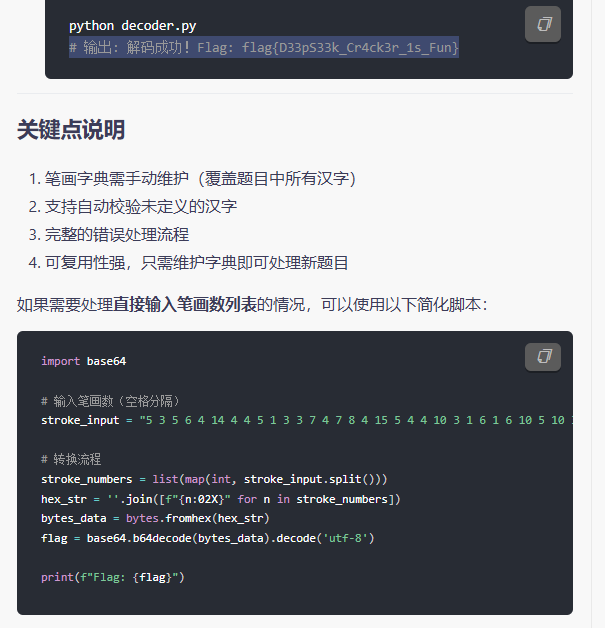 python decoder.py
# 输出: 解码成功! Flag: flag{D33pS33k_Cr4ck3r_1s_Fun}
关键点说明
1. 笔画字典需手动维护（覆盖题目中所有汉字）
2. 支持自动校验未定义的汉字
3. 完整的错误处理流程
4. 可复用性强，只需维护字典即可处理新题目
如果需要处理直接输入笔画数列表的情况，可以使用以下简化脚本：
import base64
# 输入笔画数（空格分隔）
stroke_input = "5 3 5 6 4 14 4 4 5 1 3 3 7 4 7 8 4 15 5 4 4 10 3 1 6 1 6 10 5 10
# 转换流程
stroke_numbers = list(map(int, stroke_input.split()))
hex_str = ''.join([f"{n:02X}" for n in stroke_numbers])
bytes_data = bytes.fromhex(hex_str)
flag = base64.b64decode(bytes_data).decode('utf-8')
print(f"Flag: {flag}")